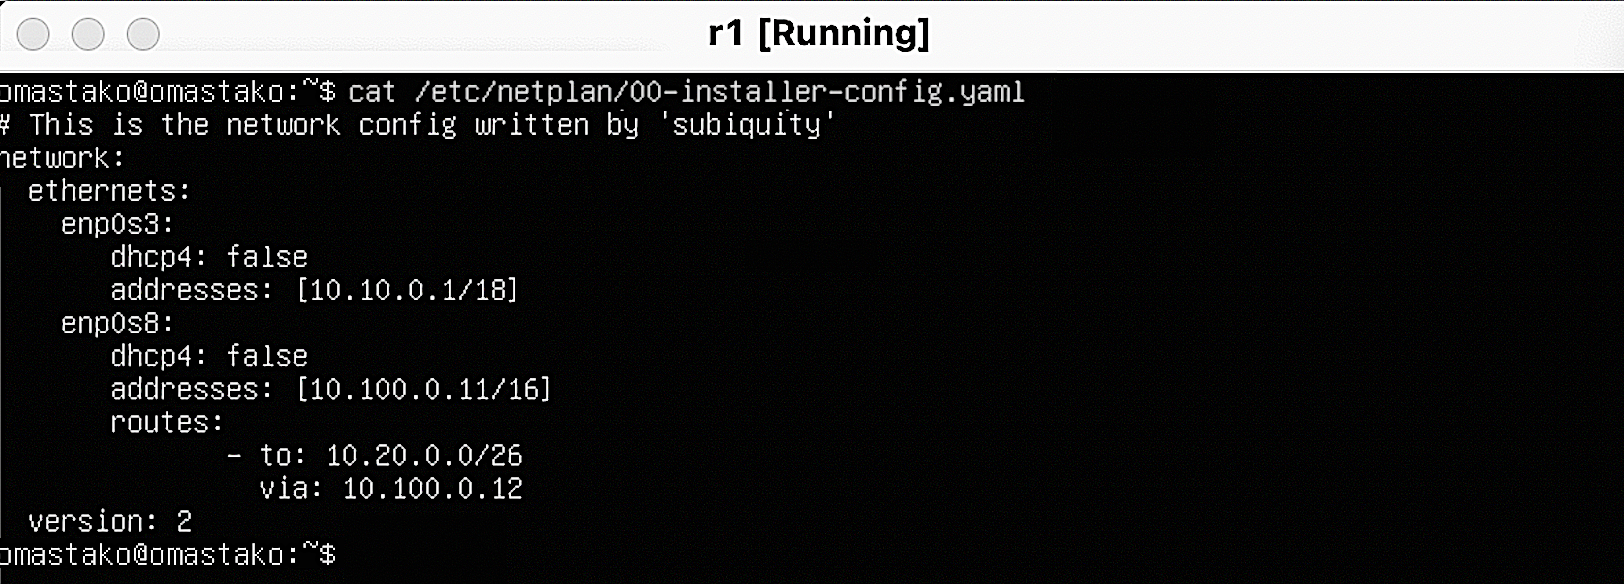 r1 [Running]
omastako@omastako:~$ cat /etc/netplan/00-installer-config.yaml
# This is the network config written by 'subiquity'
network:
  ethernets:
    enp0s3:
       dhcp4: false
       addresses: [10.10.0.1/18]
    enp0s8:
       dhcp4: false
       addresses: [10.100.0.11/16]
       routes:
              - to: 10.20.0.0/26
                via: 10.100.0.12
  version: 2
omastako@omastako:~$